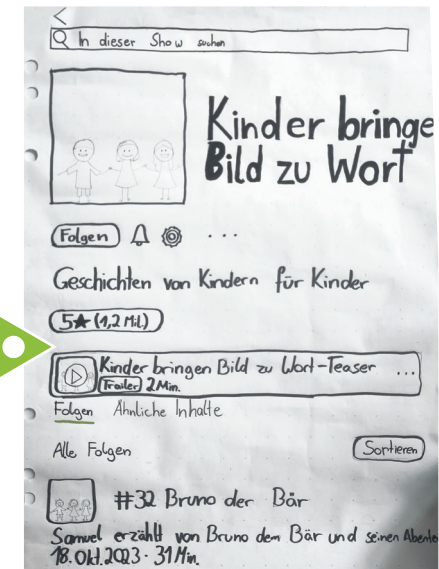 In dieser Show suchen
Kinder bringe
Bild zu Wort
Folgen ...
Geschichten von Kindern für Kinder
5★ (1,2 Mil.)
Kinder bringen Bild zu Wort-Teaser ...
Trailer 2 Min.
Folgen Ähnliche Inhalte
Alle Folgen Sortieren
#32 Bruno der Bär
Samuel erzählt von Bruno dem Bär und seinen Abente
18. Okt. 2023 · 31 Min.